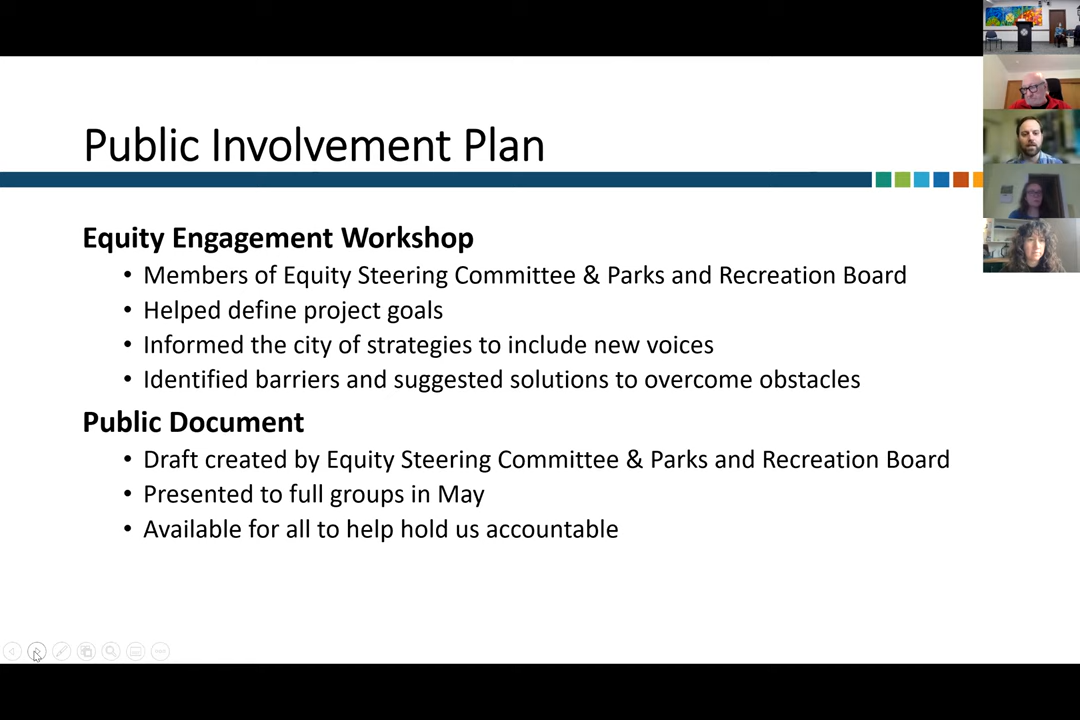 Public Involvement Plan
Equity Engagement Workshop
• Members of Equity Steering Committee & Parks and Recreation Board
• Helped define project goals
• Informed the city of strategies to include new voices
• Identified barriers and suggested solutions to overcome obstacles
Public Document
• Draft created by Equity Steering Committee & Parks and Recreation Board
• Presented to full groups in May
• Available for all to help hold us accountable